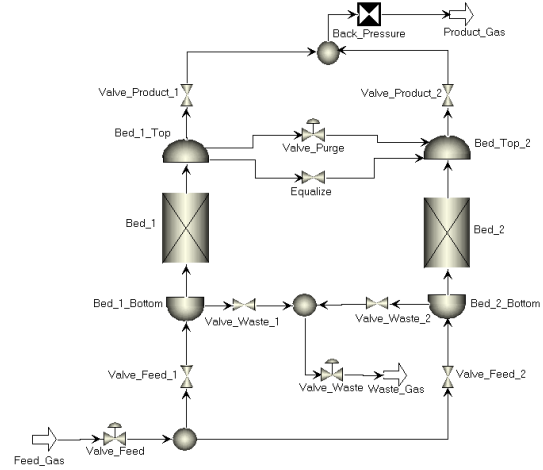 Back_Pressure
Product_Gas
Valve_Product_1
Valve_Product_2
Bed_1_Top
Valve_Purge
Bed_Top_2
Equalize
Bed_1
Bed_2
Bed_1_Bottom
Bed_2_Bottom
Valve_Waste_1
Valve_Waste_2
Valve_Feed_1
Valve_Feed_2
Valve_Waste
Waste_Gas
Feed_Gas
Valve_Feed